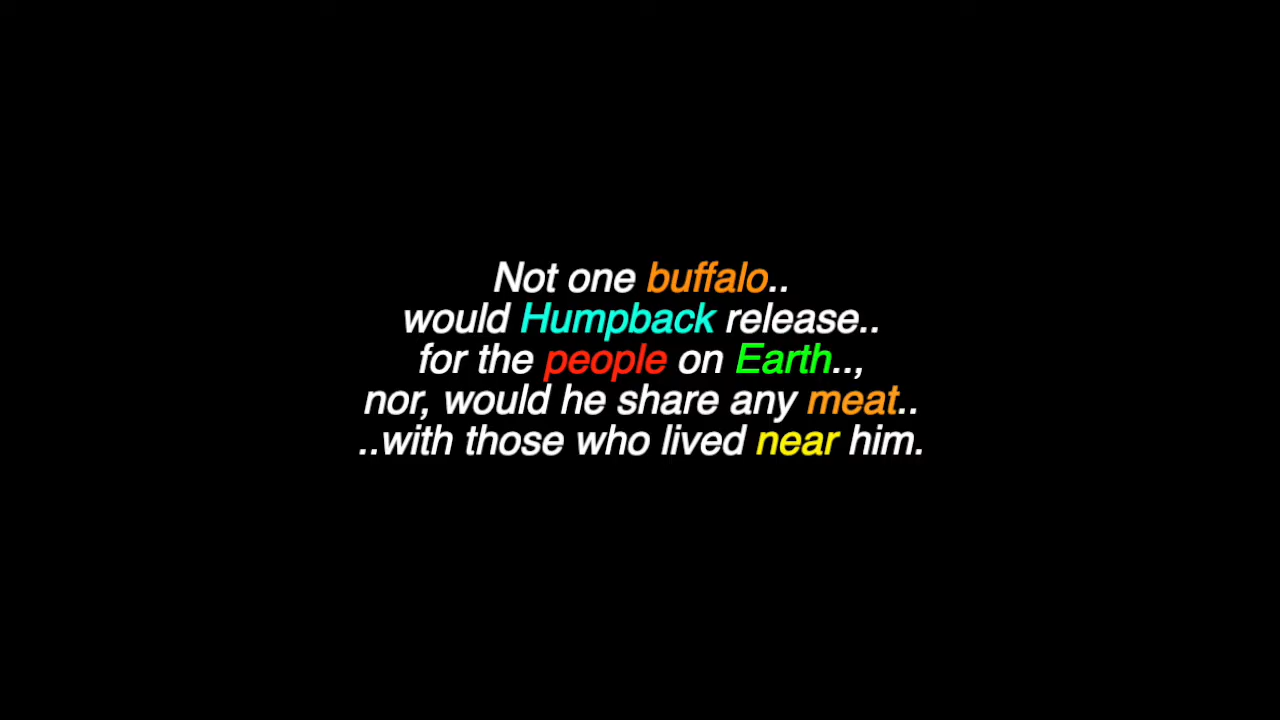 Not one buffalo..
would Humpback release..
for the people on Earth..,
nor, would he share any meat..
..with those who lived near him.